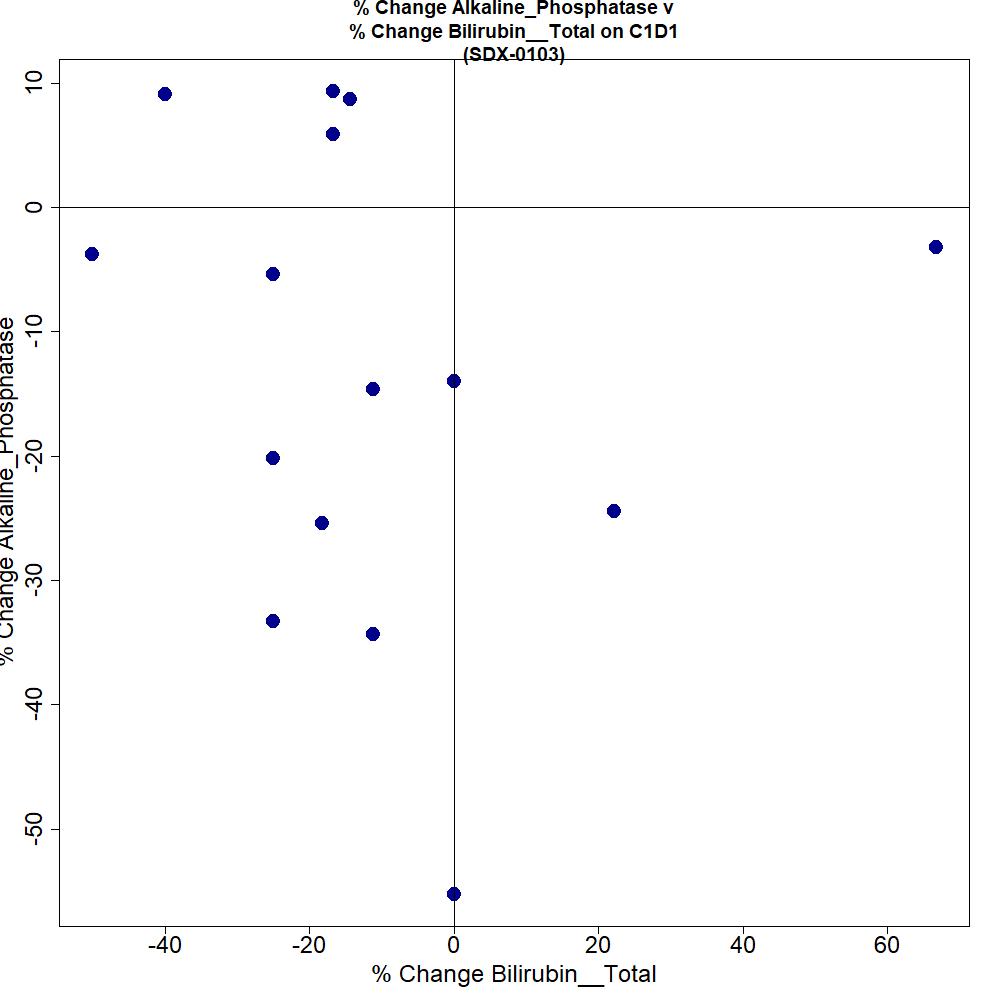 % Change Alkaline_Phosphatase v
% Change Bilirubin__Total on C1D1
(SDX-0103)
10
0
-10
-20
-30
-40
-50
% Change Alkaline_Phosphatase
-40
-20
0
20
40
60
% Change Bilirubin__Total